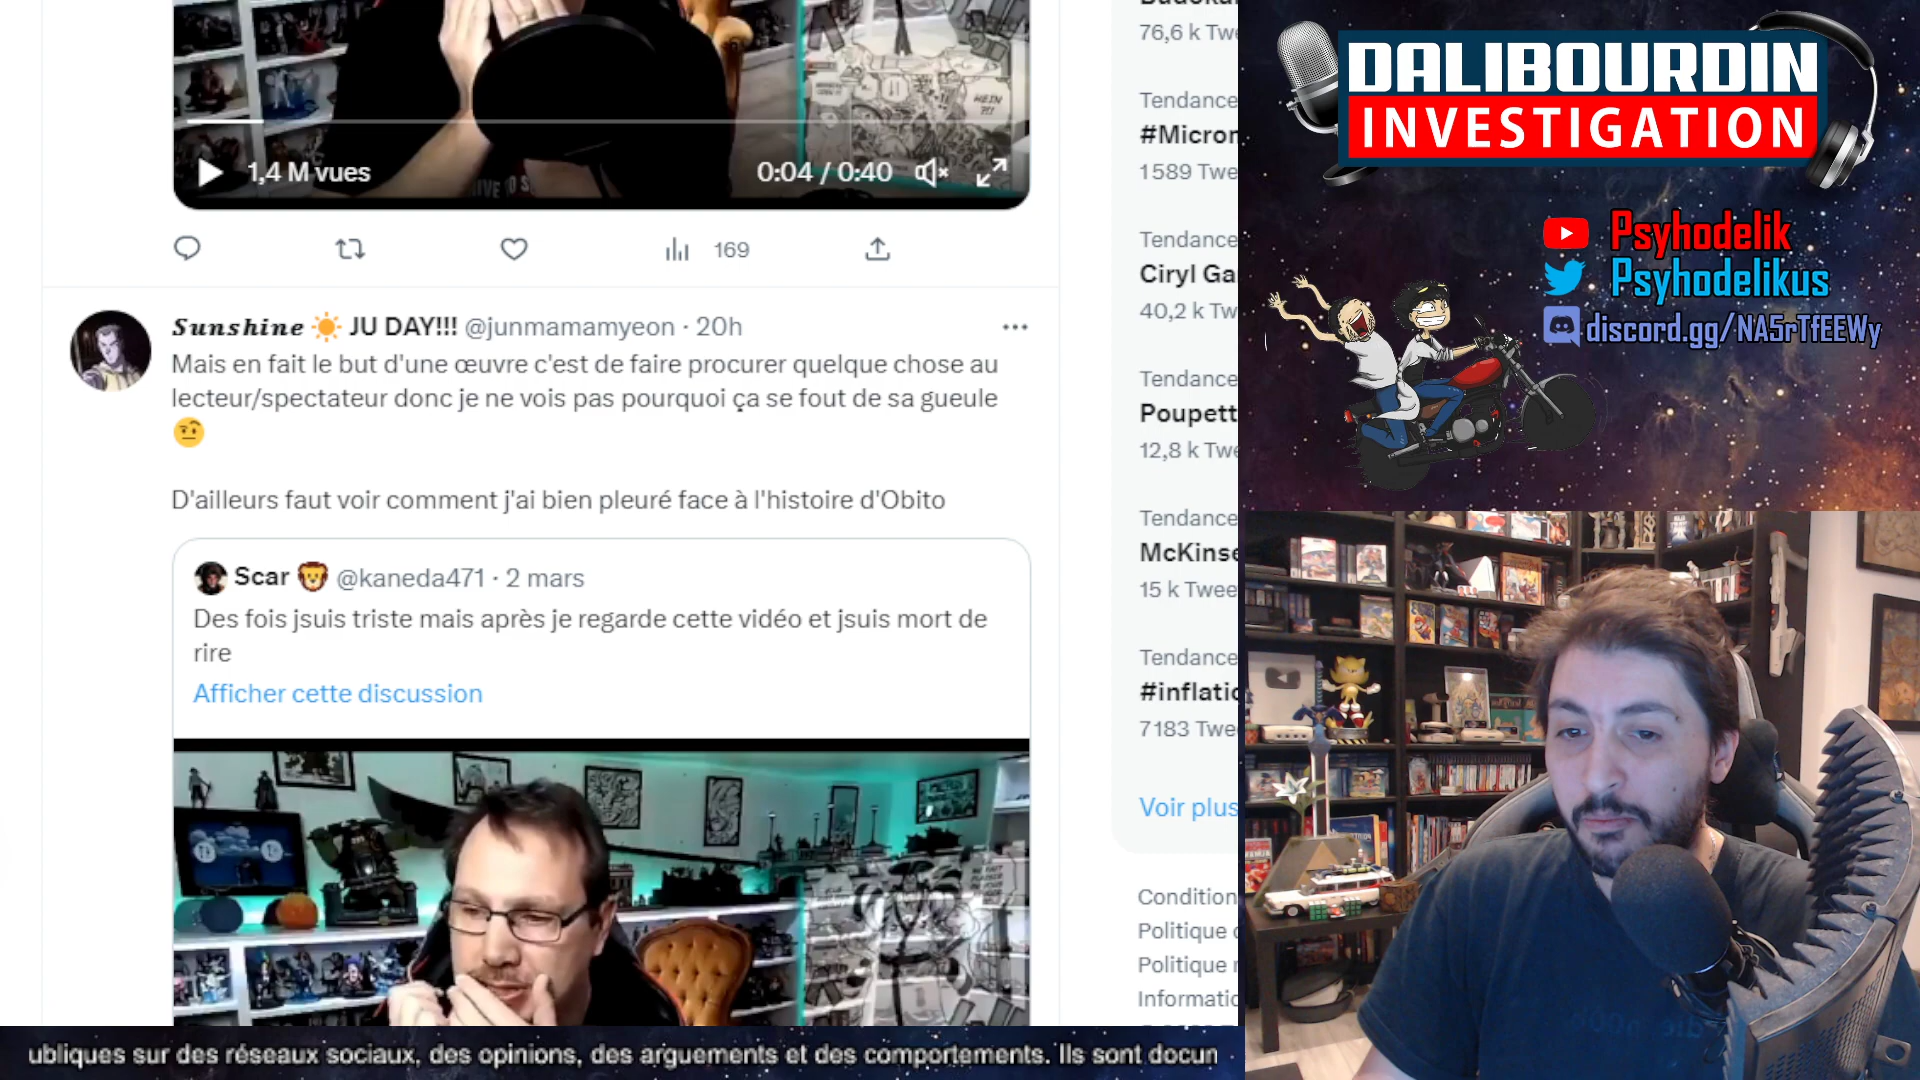 1,4 M vues
0:04 / 0:40
169
Sunshine ☀️ JU DAY!!! @junmamamyeon · 20h
Mais en fait le but d'une œuvre c'est de faire procurer quelque chose au
lecteur/spectateur donc je ne vois pas pourquoi ça se fout de sa gueule
🤨
D'ailleurs faut voir comment j'ai bien pleuré face à l'histoire d'Obito
Scar 🦁 @kaneda471 · 2 mars
Des fois jsuis triste mais après je regarde cette vidéo et jsuis mort de
rire
Afficher cette discussion
76,6 k Twe
Tendance
#Micron
1 589 Twe
Tendance
Ciryl Ga
40,2 k Tw
Tendance
Poupett
12,8 k Twe
Tendance
McKinse
15 k Twee
Tendance
#inflatio
7 183 Twe
Voir plus
Condition
Politique
Politique
Informatio
DALIBOURDIN
INVESTIGATION
Psyhodelik
Psyhodelikus
discord.gg/NA5rTfEEWy
ubliques sur des réseaux sociaux, des opinions, des arguements et des comportements. Ils sont docun